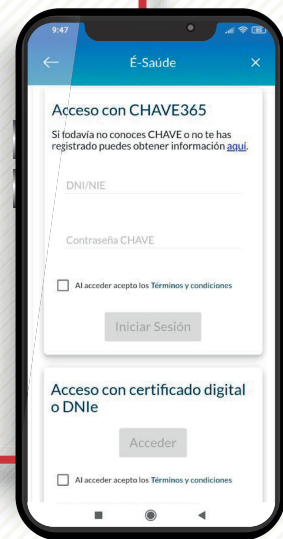 9:47
É-Saúde
Acceso con CHAVE365
Si todavía no conoces CHAVE o no te has
registrado puedes obtener información aquí.
DNI/NIE
Contraseña CHAVE
Al acceder acepto los Términos y condiciones
Iniciar Sesión
Acceso con certificado digital
o DNIe
Acceder
Al acceder acepto los Términos y condiciones